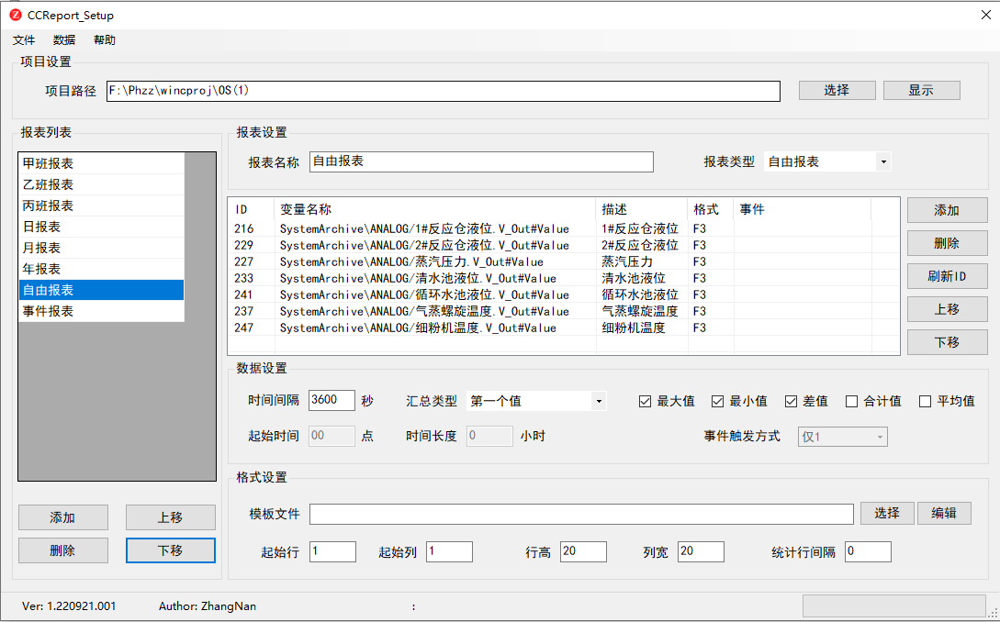 CCReport_Setup
文件 数据 帮助
项目设置
项目路径 F:\Phzz\wincproj\OS(1) 选择 显示
报表列表
甲班报表
乙班报表
丙班报表
日报表
月报表
年报表
自由报表
事件报表
添加 上移
删除 下移
报表设置
报表名称 自由报表 报表类型 自由报表
ID 变量名称 描述 格式 事件
216 SystemArchive\ANALOG/1#反应仓液位.V_Out#Value 1#反应仓液位 F3
229 SystemArchive\ANALOG/2#反应仓液位.V_Out#Value 2#反应仓液位 F3
227 SystemArchive\ANALOG/蒸汽压力.V_Out#Value 蒸汽压力 F3
233 SystemArchive\ANALOG/清水池液位.V_Out#Value 清水池液位 F3
241 SystemArchive\ANALOG/循环水池液位.V_Out#Value 循环水池液位 F3
237 SystemArchive\ANALOG/气蒸螺旋温度.V_Out#Value 气蒸螺旋温度 F3
247 SystemArchive\ANALOG/细粉机温度.V_Out#Value 细粉机温度 F3
添加
删除
刷新ID
上移
下移
数据设置
时间间隔 3600 秒 汇总类型 第一个值 最大值 最小值 差值 合计值 平均值
起始时间 00 点 时间长度 0 小时 事件触发方式 仅1
格式设置
模板文件 选择 编辑
起始行 1 起始列 1 行高 20 列宽 20 统计行间隔 0
Ver: 1.220921.001 Author: ZhangNan :